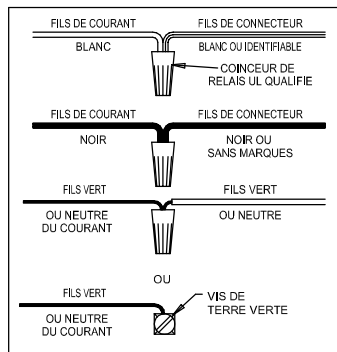 FILS DE COURANT FILS DE CONNECTEUR
BLANC BLANC OU IDENTIFIABLE
COINCEUR DE
RELAIS UL QUALIFIE
FILS DE COURANT FILS DE CONNECTEUR
NOIR NOIR OU
SANS MARQUES
FILS VERT FILS VERT
OU NEUTRE OU NEUTRE
DU COURANT
OU
FILS VERT VIS DE
TERRE VERTE
OU NEUTRE
DU COURANT